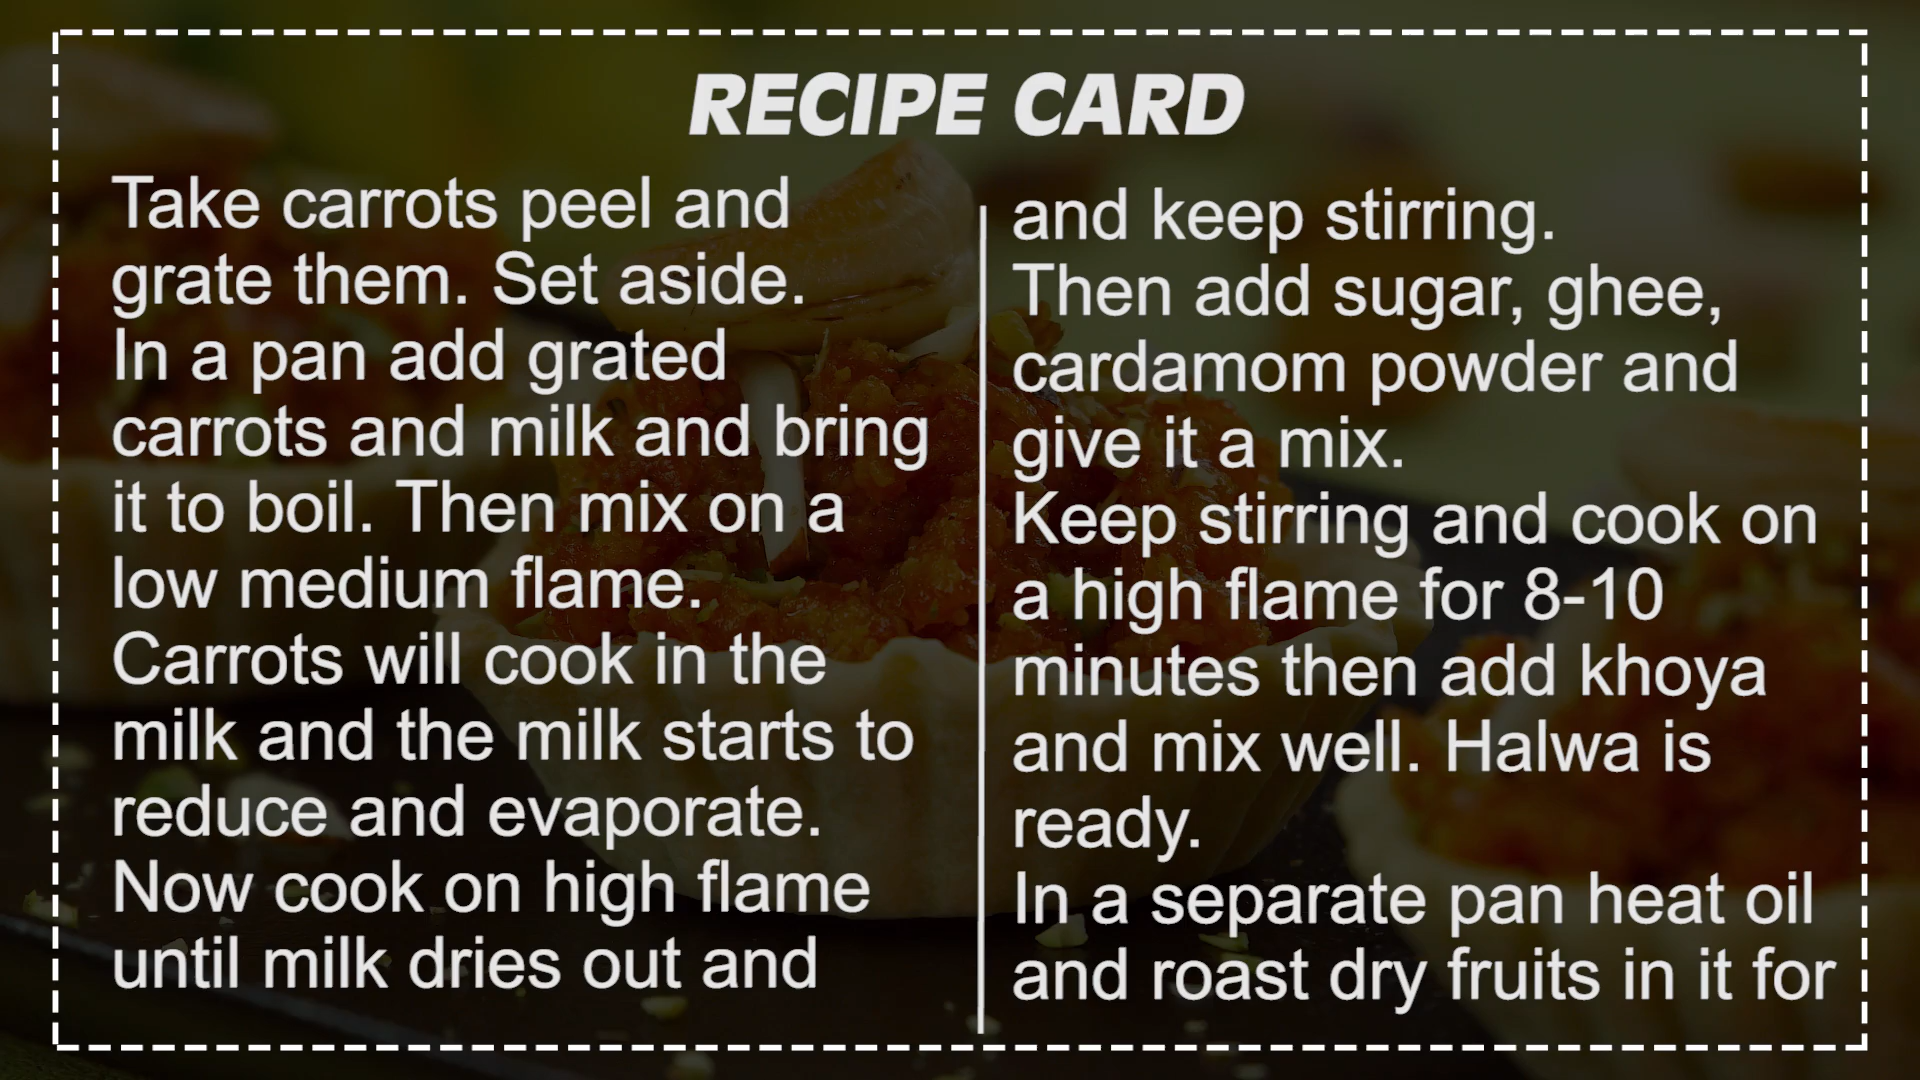 RECIPE CARD
Take carrots peel and
grate them. Set aside.
In a pan add grated
carrots and milk and bring
it to boil. Then mix on a
low medium flame.
Carrots will cook in the
milk and the milk starts to
reduce and evaporate.
Now cook on high flame
until milk dries out and
and keep stirring.
Then add sugar, ghee,
cardamom powder and
give it a mix.
Keep stirring and cook on
a high flame for 8-10
minutes then add khoya
and mix well. Halwa is
ready.
In a separate pan heat oil
and roast dry fruits in it for